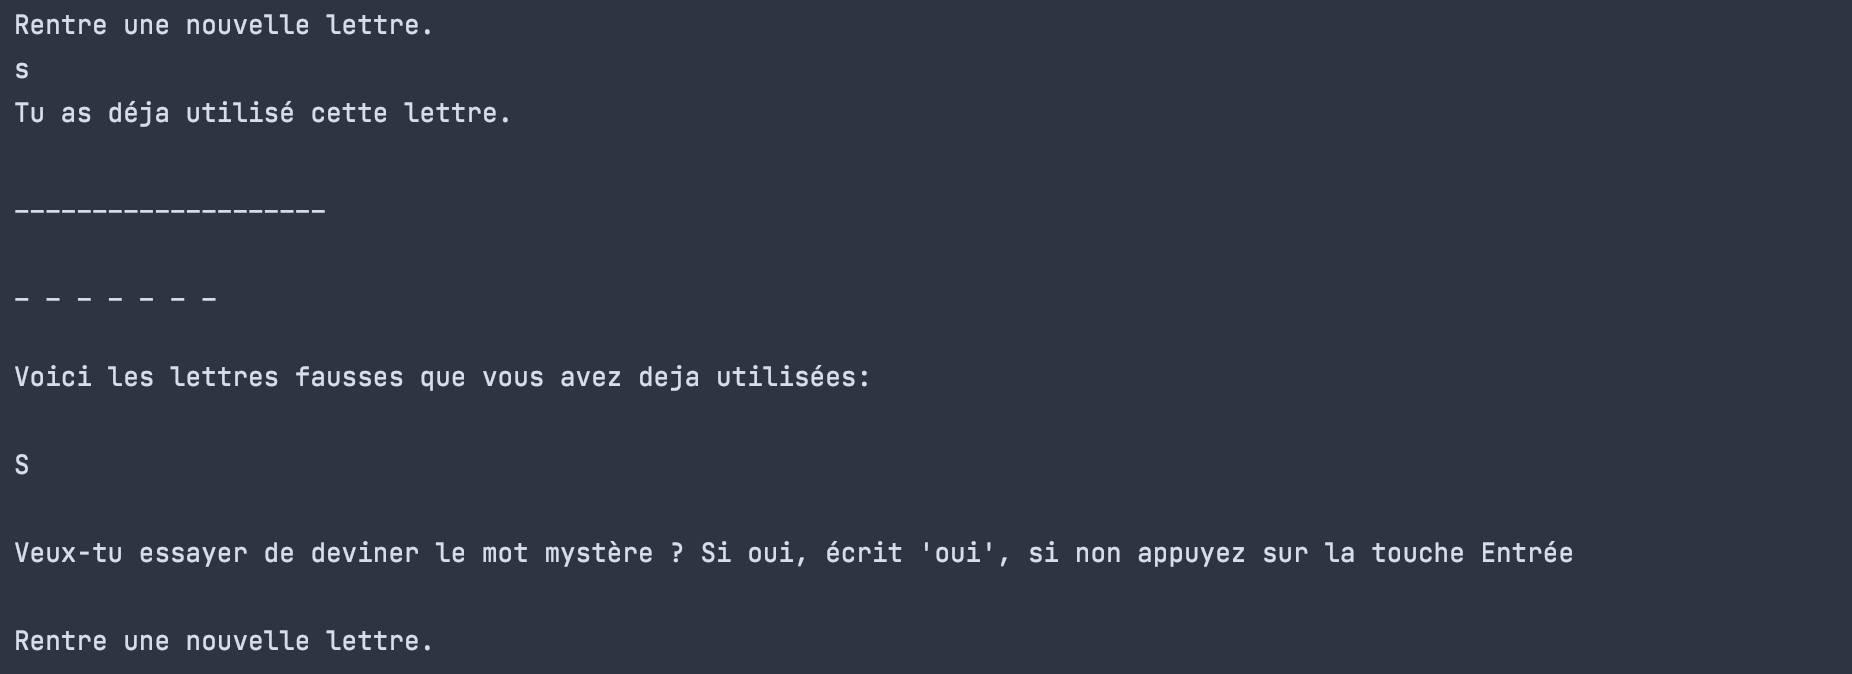 Rentre une nouvelle lettre.
s
Tu as déja utilisé cette lettre.
--------------------
_ _ _ _ _ _ _
Voici les lettres fausses que vous avez deja utilisées:
S
Veux-tu essayer de deviner le mot mystère ? Si oui, écrit 'oui', si non appuyez sur la touche Entrée
Rentre une nouvelle lettre.